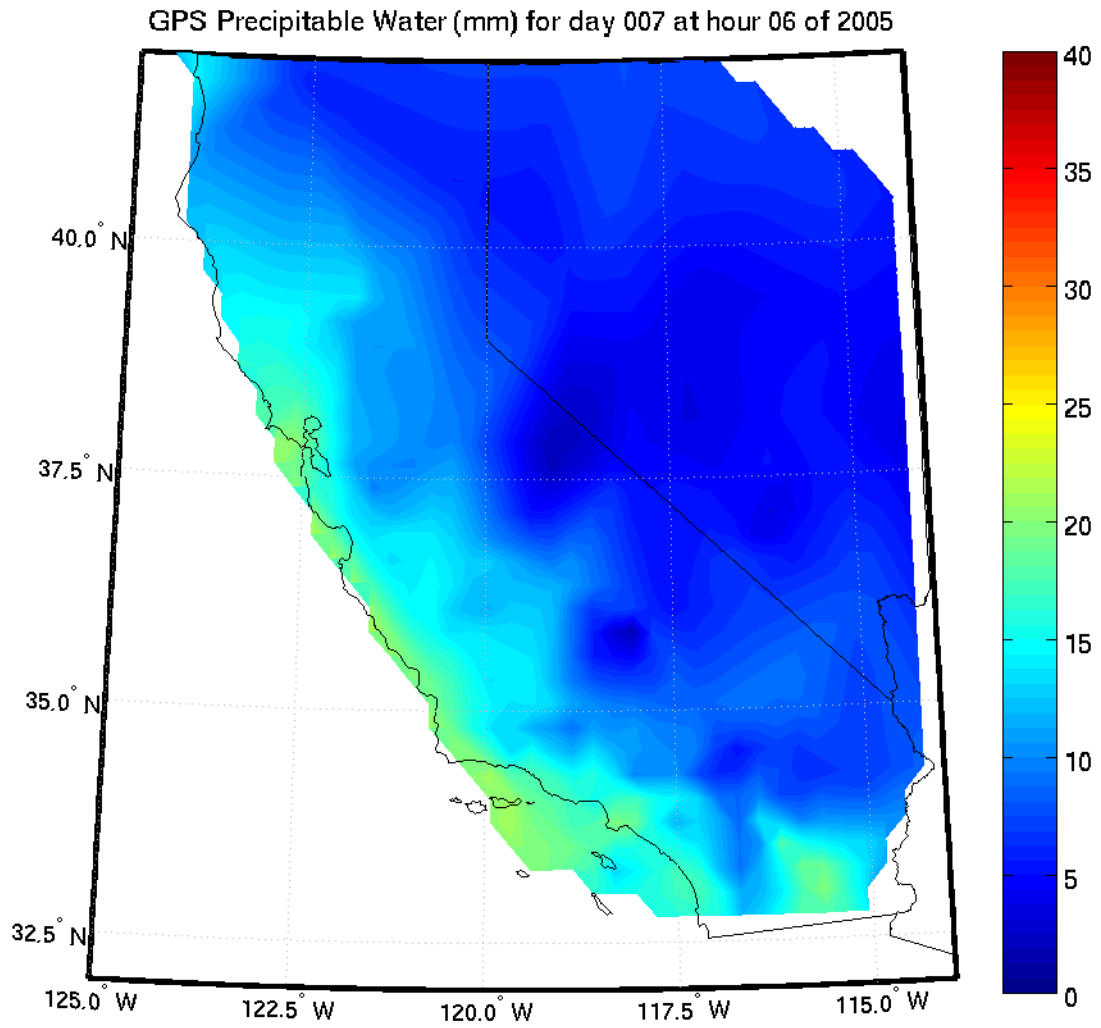 GPS Precipitable Water (mm) for day 007 at hour 06 of 2005
40
35
30
25
20
15
10
5
0
40.0° N
37.5° N
35.0° N
32.5° N
125.0° W
122.5° W
120.0° W
117.5° W
115.0° W